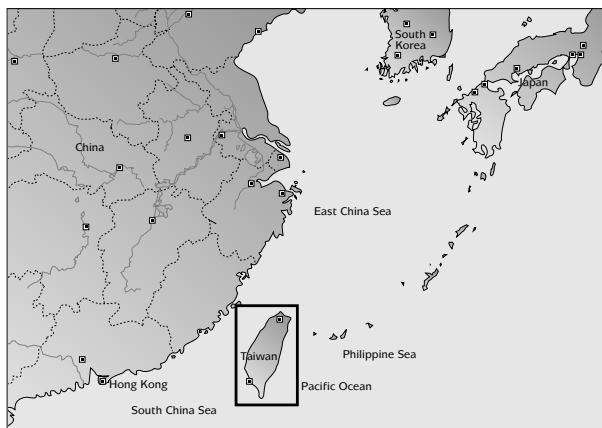 South
Korea
Japan
China
East China Sea
Taiwan
Philippine Sea
Hong Kong
Pacific Ocean
South China Sea